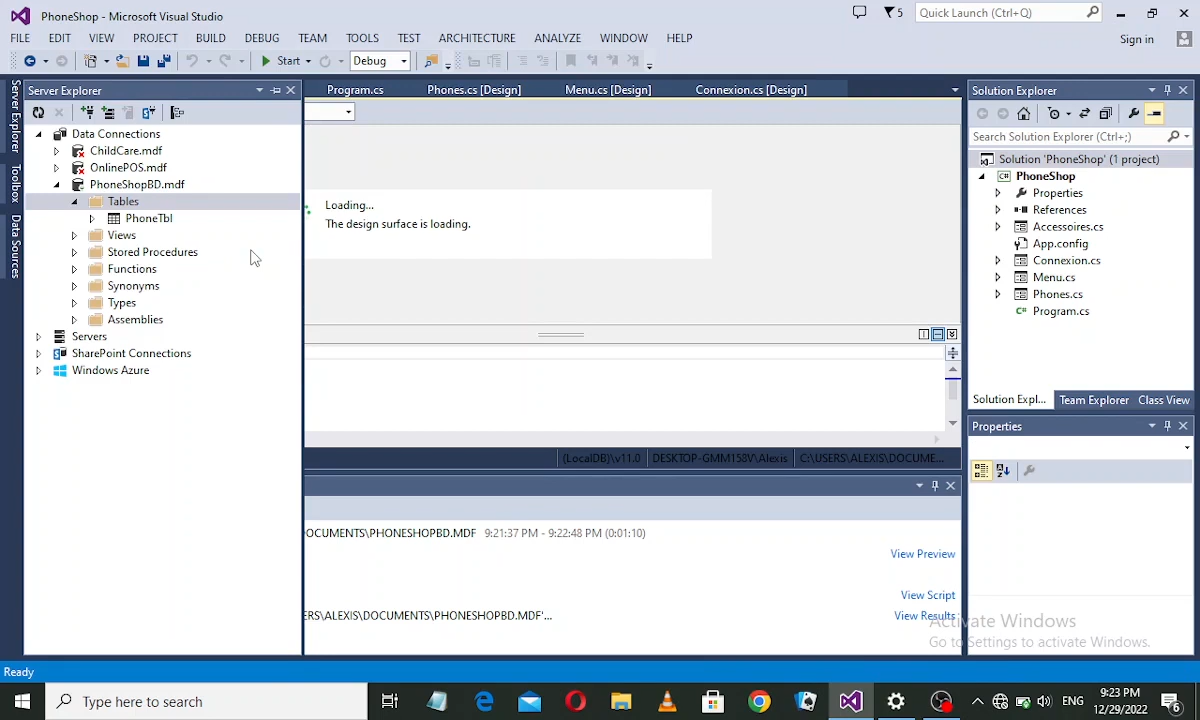 PhoneShop - Microsoft Visual Studio
5
Quick Launch (Ctrl+Q)
FILE EDIT VIEW PROJECT BUILD DEBUG TEAM TOOLS TEST ARCHITECTURE ANALYZE WINDOW HELP
Sign in
Start Debug
Server Explorer
Toolbox
Data Sources
Server Explorer
Data Connections
ChildCare.mdf
OnlinePOS.mdf
PhoneShopBD.mdf
Tables
PhoneTbl
Views
Stored Procedures
Functions
Synonyms
Types
Assemblies
Servers
SharePoint Connections
Windows Azure
Program.cs Phones.cs [Design] Menu.cs [Design] Connexion.cs [Design]
Loading...
The design surface is loading.
(LocalDB)\v11.0 DESKTOP-GMM158V\Alexis C:\USERS\ALEXIS\DOCUME...
OCUMENTS\PHONESHOPBD.MDF 9:21:37 PM - 9:22:48 PM (0:01:10)
View Preview
View Script
ERS\ALEXIS\DOCUMENTS\PHONESHOPBD.MDF'...
View Results
Solution Explorer
Search Solution Explorer (Ctrl+;)
Solution 'PhoneShop' (1 project)
PhoneShop
Properties
References
Accessoires.cs
App.config
Connexion.cs
Menu.cs
Phones.cs
Program.cs
Solution Expl... Team Explorer Class View
Properties
Activate Windows
Go to Settings to activate Windows.
Ready
Type here to search
ENG
9:23 PM
12/29/2022
6